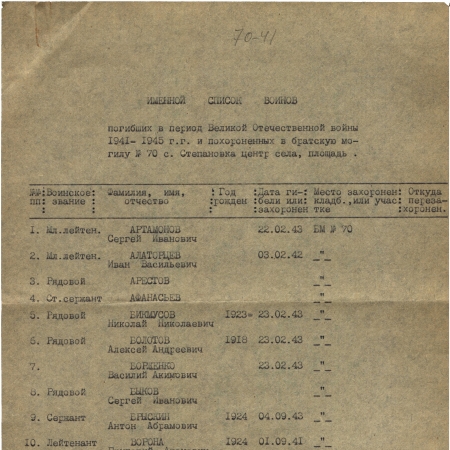 70-41
ИМЕННОЙ СПИСОК ВОИНОВ
погибших в период Великой Отечественной войны
1941- 1945 г.г. и похороненных в братскую мо-
гилу № 70 с. Степановка центр села, площадь .
№№: Воинское: Фамилия, имя, : Год :Дата ги-: Место захоронен: Откуда
пп: звание : отчество :рожден :бели или: кладб.,или учас: переза-
: :захоронен тке хоронен.
1. Мл.лейтен. АРТАМОНОВ 22.02.43 БМ № 70
Сергей Иванович
2. Мл.лейтен. АЛАТОРЦЕВ 03.02.42 _"_
Иван Васильевич
3. Рядовой АРЕСТОВ _"_
4. Ст.сержант АФАНАСЬЕВ _"_
5. Рядовой БИКМУСОВ 1923 23.02.43 _"_
Николай Николаевич
6. Рядовой БОЛОТОВ 1918 23.02.43 _"_
Алексей Андреевич
7. БОРЩЕНКО 23.02.43 _"_
Василий Акимович
8. Рядовой БЫКОВ _"_
Сергей Иванович
9. Сержант БРЫСКИН 1924 04.09.43 _"_
Антон Абрамович
10. Лейтенант ВОРОНА 1924 01.09.41 _"_